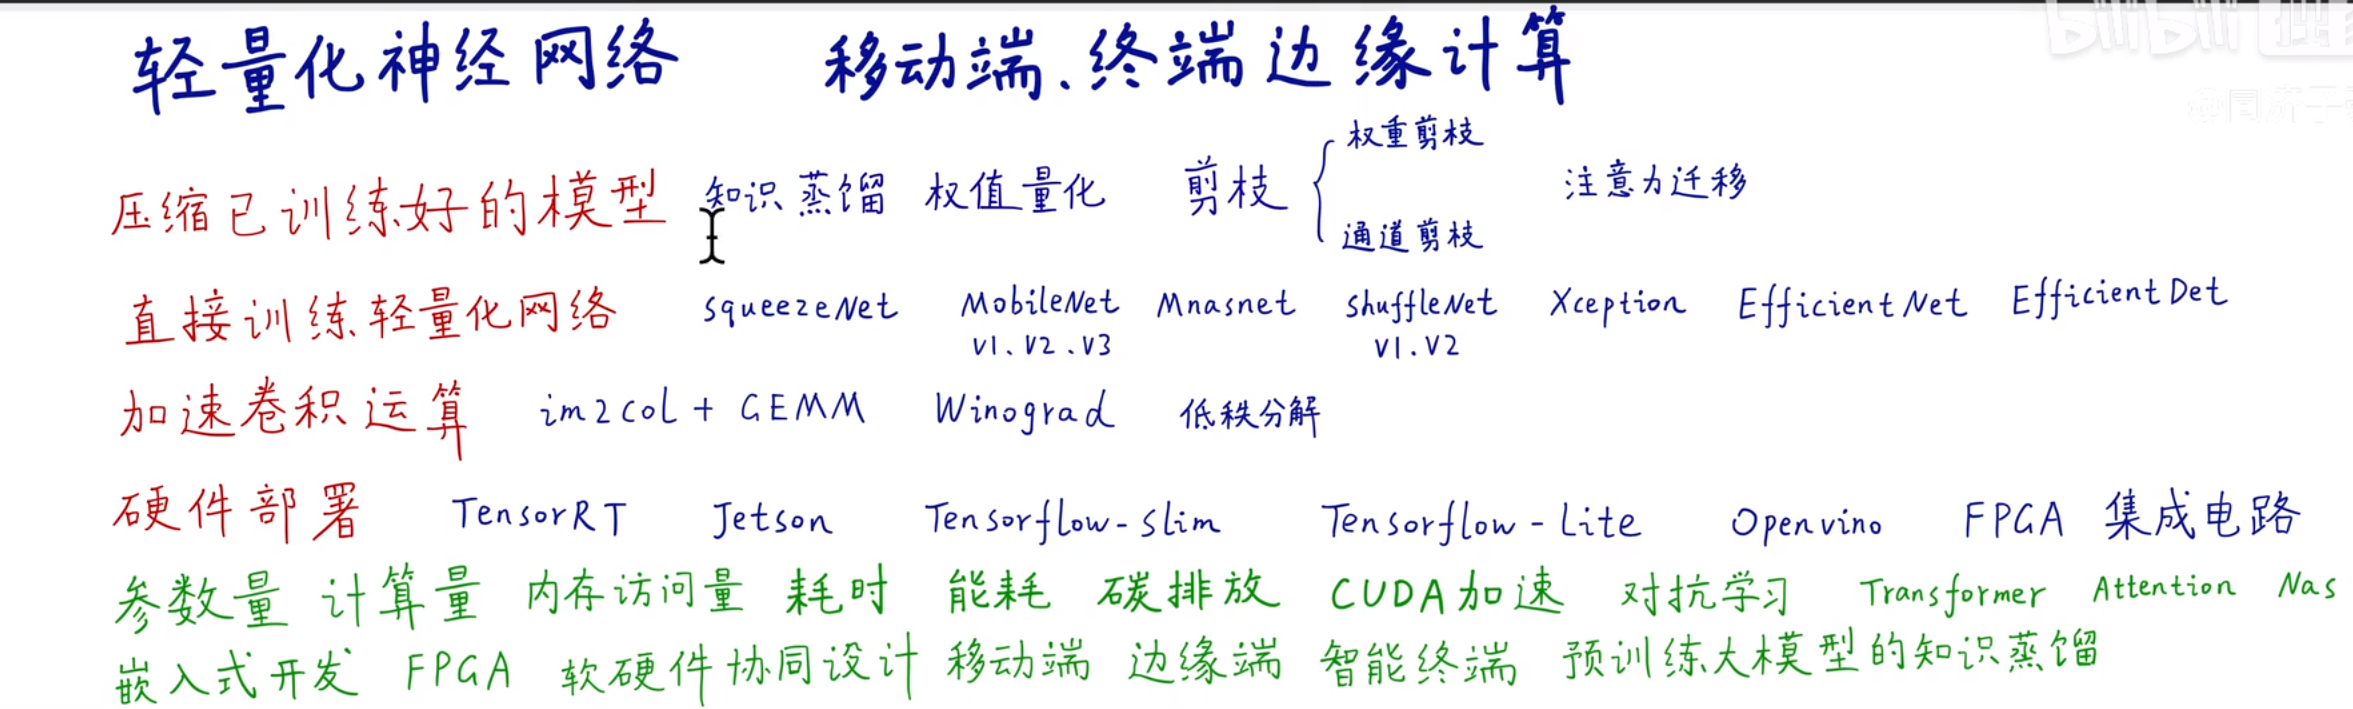 轻量化神经网络 移动端、终端边缘计算
压缩已训练好的模型 知识蒸馏 权值量化 剪枝 权重剪枝 注意力迁移
通道剪枝
直接训练轻量化网络 squeezeNet MobileNet Mnasnet shuffleNet Xception EfficientNet EfficientDet
V1、V2、V3 V1、V2
加速卷积运算 im2col + GEMM Winograd 低秩分解
硬件部署 TensorRT Jetson Tensorflow-slim Tensorflow-Lite Openvino FPGA 集成电路
参数量 计算量 内存访问量 耗时 能耗 碳排放 CUDA加速 对抗学习 Transformer Attention Nas
嵌入式开发 FPGA 软硬件协同设计 移动端 边缘端 智能终端 预训练大模型的知识蒸馏
bilibili
@同济子